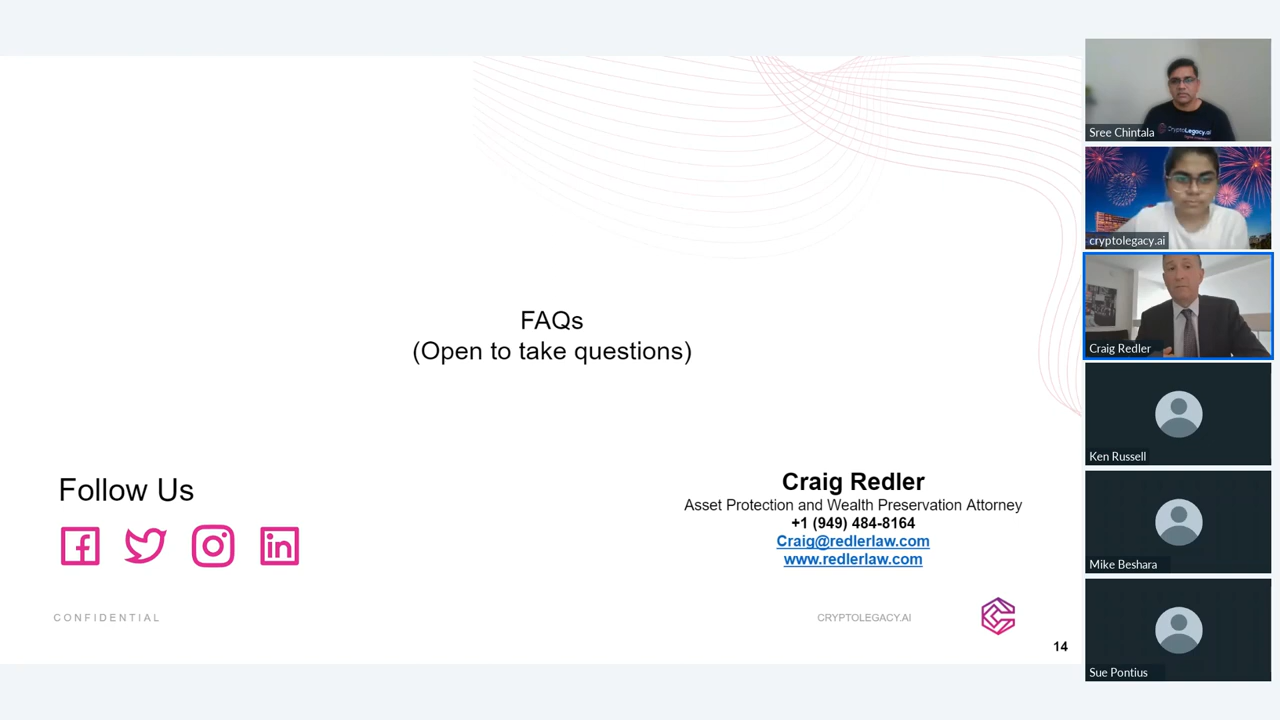 FAQs
(Open to take questions)
Follow Us
Craig Redler
Asset Protection and Wealth Preservation Attorney
+1 (949) 484-8164
Craig@redlerlaw.com
www.redlerlaw.com
CONFIDENTIAL
CRYPTOLEGACY.AI
14
CryptoLegacy.ai
Sree Chintala
cryptolegacy.ai
Craig Redler
Ken Russell
Mike Beshara
Sue Pontius